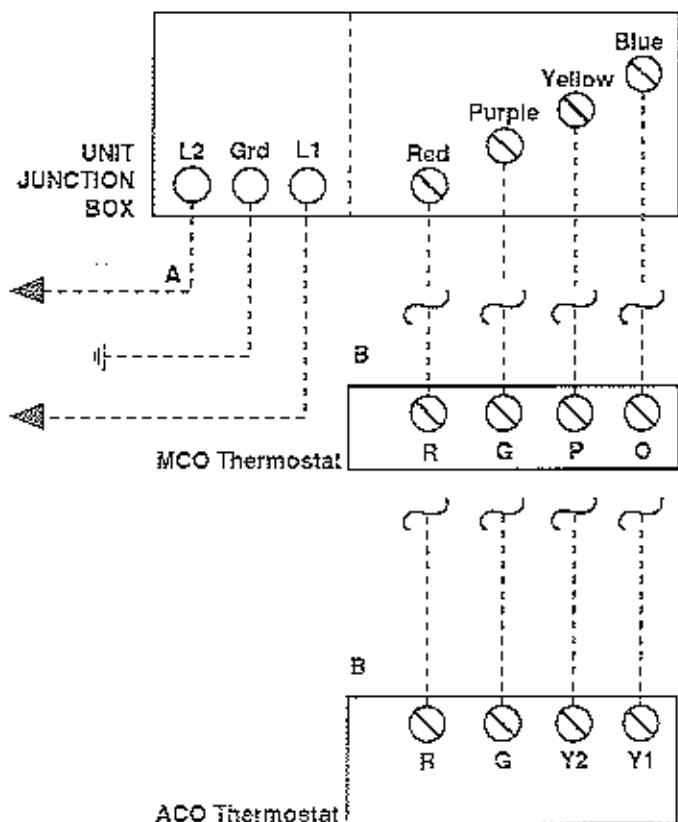 Blue
Yellow
Purple
UNIT JUNCTION BOX
L2 Grd L1 Red
A
B
R G P O
MCO Thermostat
B
R G Y2 Y1
ACO Thermostat